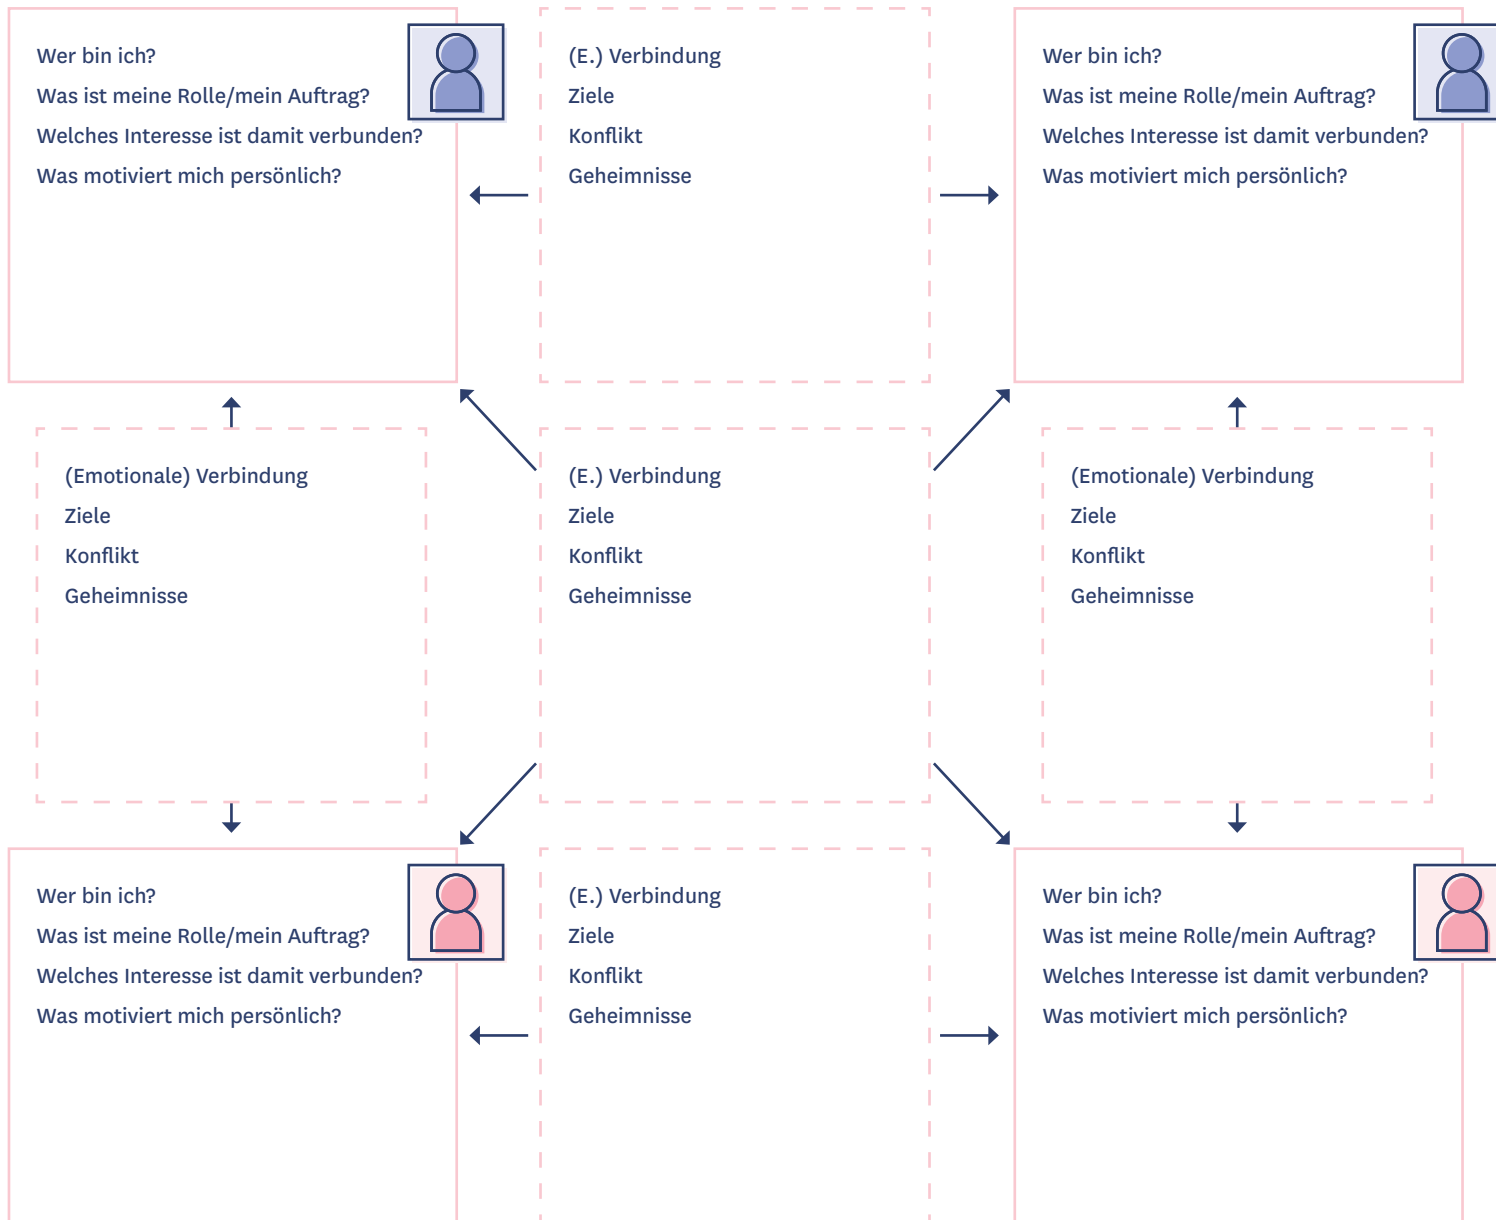 Wer bin ich?
Was ist meine Rolle/mein Auftrag?
Welches Interesse ist damit verbunden?
Was motiviert mich persönlich?
(E.) Verbindung
Ziele
Konflikt
Geheimnisse
Wer bin ich?
Was ist meine Rolle/mein Auftrag?
Welches Interesse ist damit verbunden?
Was motiviert mich persönlich?
(Emotionale) Verbindung
Ziele
Konflikt
Geheimnisse
(E.) Verbindung
Ziele
Konflikt
Geheimnisse
(Emotionale) Verbindung
Ziele
Konflikt
Geheimnisse
Wer bin ich?
Was ist meine Rolle/mein Auftrag?
Welches Interesse ist damit verbunden?
Was motiviert mich persönlich?
(E.) Verbindung
Ziele
Konflikt
Geheimnisse
Wer bin ich?
Was ist meine Rolle/mein Auftrag?
Welches Interesse ist damit verbunden?
Was motiviert mich persönlich?